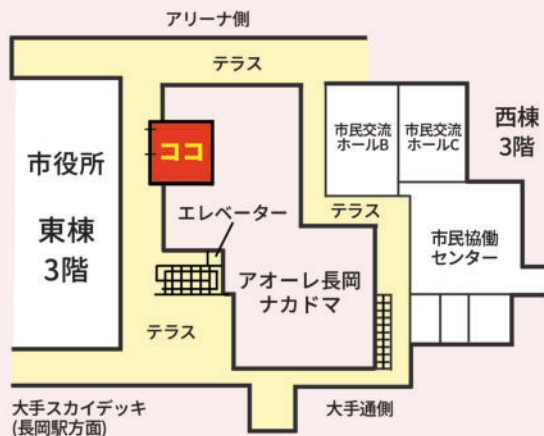 アリーナ側
テラス
市役所
東棟
3階
ココ
市民交流
ホールB
市民交流
ホールC
西棟
3階
エレベーター
テラス
市民協働
センター
アオーレ長岡
ナカドマ
テラス
大手スカイデッキ
(長岡駅方面)
大手通側